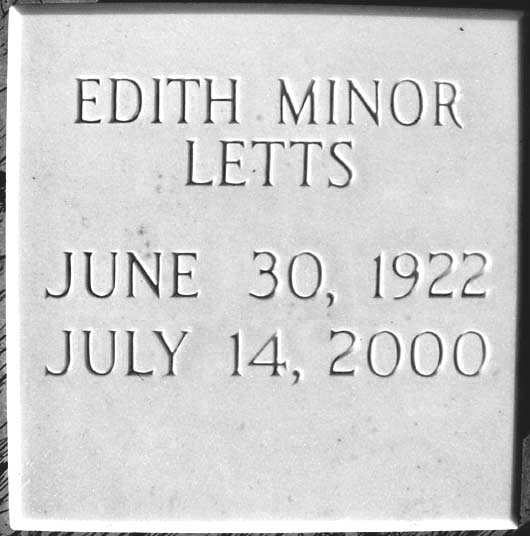 EDITH MINOR
LETTS
JUNE 30, 1922
JULY 14, 2000